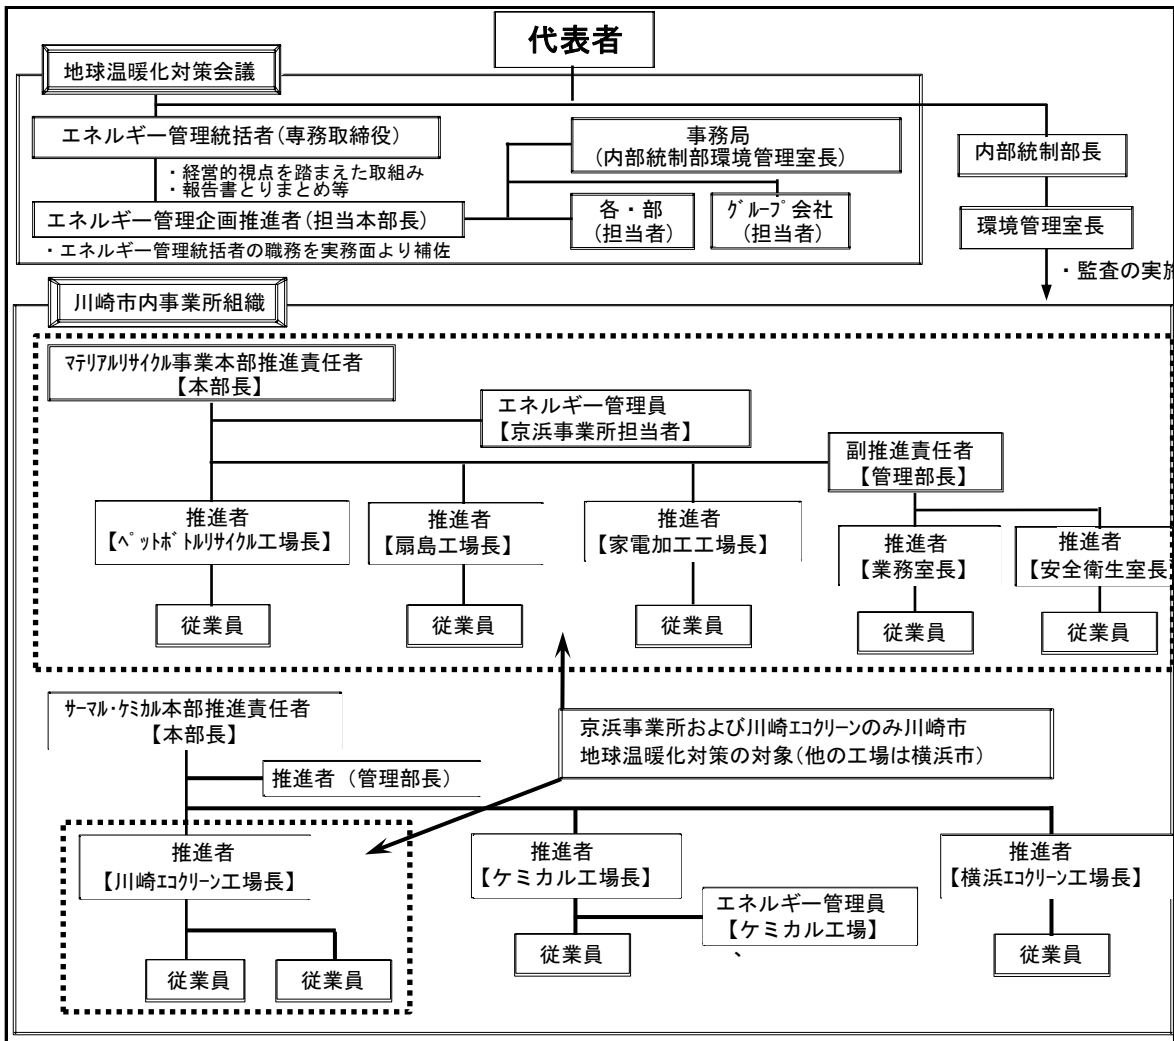 代表者
地球温暖化対策会議
エネルギー管理統括者(専務取締役)
・経営的視点を踏まえた取組み
・報告書とりまとめ等
エネルギー管理企画推進者(担当本部長)
・エネルギー管理統括者の職務を実務面より補佐
事務局
(内部統制部環境管理室長)
各・部
(担当者)
グループ会社
(担当者)
内部統制部長
環境管理室長
・監査の実施
川崎市内事業所組織
マテリアルリサイクル事業本部推進責任者
【本部長】
エネルギー管理員
【京浜事業所担当者】
副推進責任者
【管理部長】
推進者
【ペットボトルリサイクル工場長】
推進者
【扇島工場長】
推進者
【家電加工工場長】
推進者
【業務室長】
推進者
【安全衛生室長】
従業員
従業員
従業員
従業員
従業員
サーマル・ケミカル本部推進責任者
【本部長】
推進者(管理部長)
京浜事業所および川崎エコクリーンのみ川崎市
地球温暖化対策の対象(他の工場は横浜市)
推進者
【川崎エコクリーン工場長】
推進者
【ケミカル工場長】
推進者
【横浜エコクリーン工場長】
エネルギー管理員
【ケミカル工場】
、
従業員
従業員
従業員
従業員